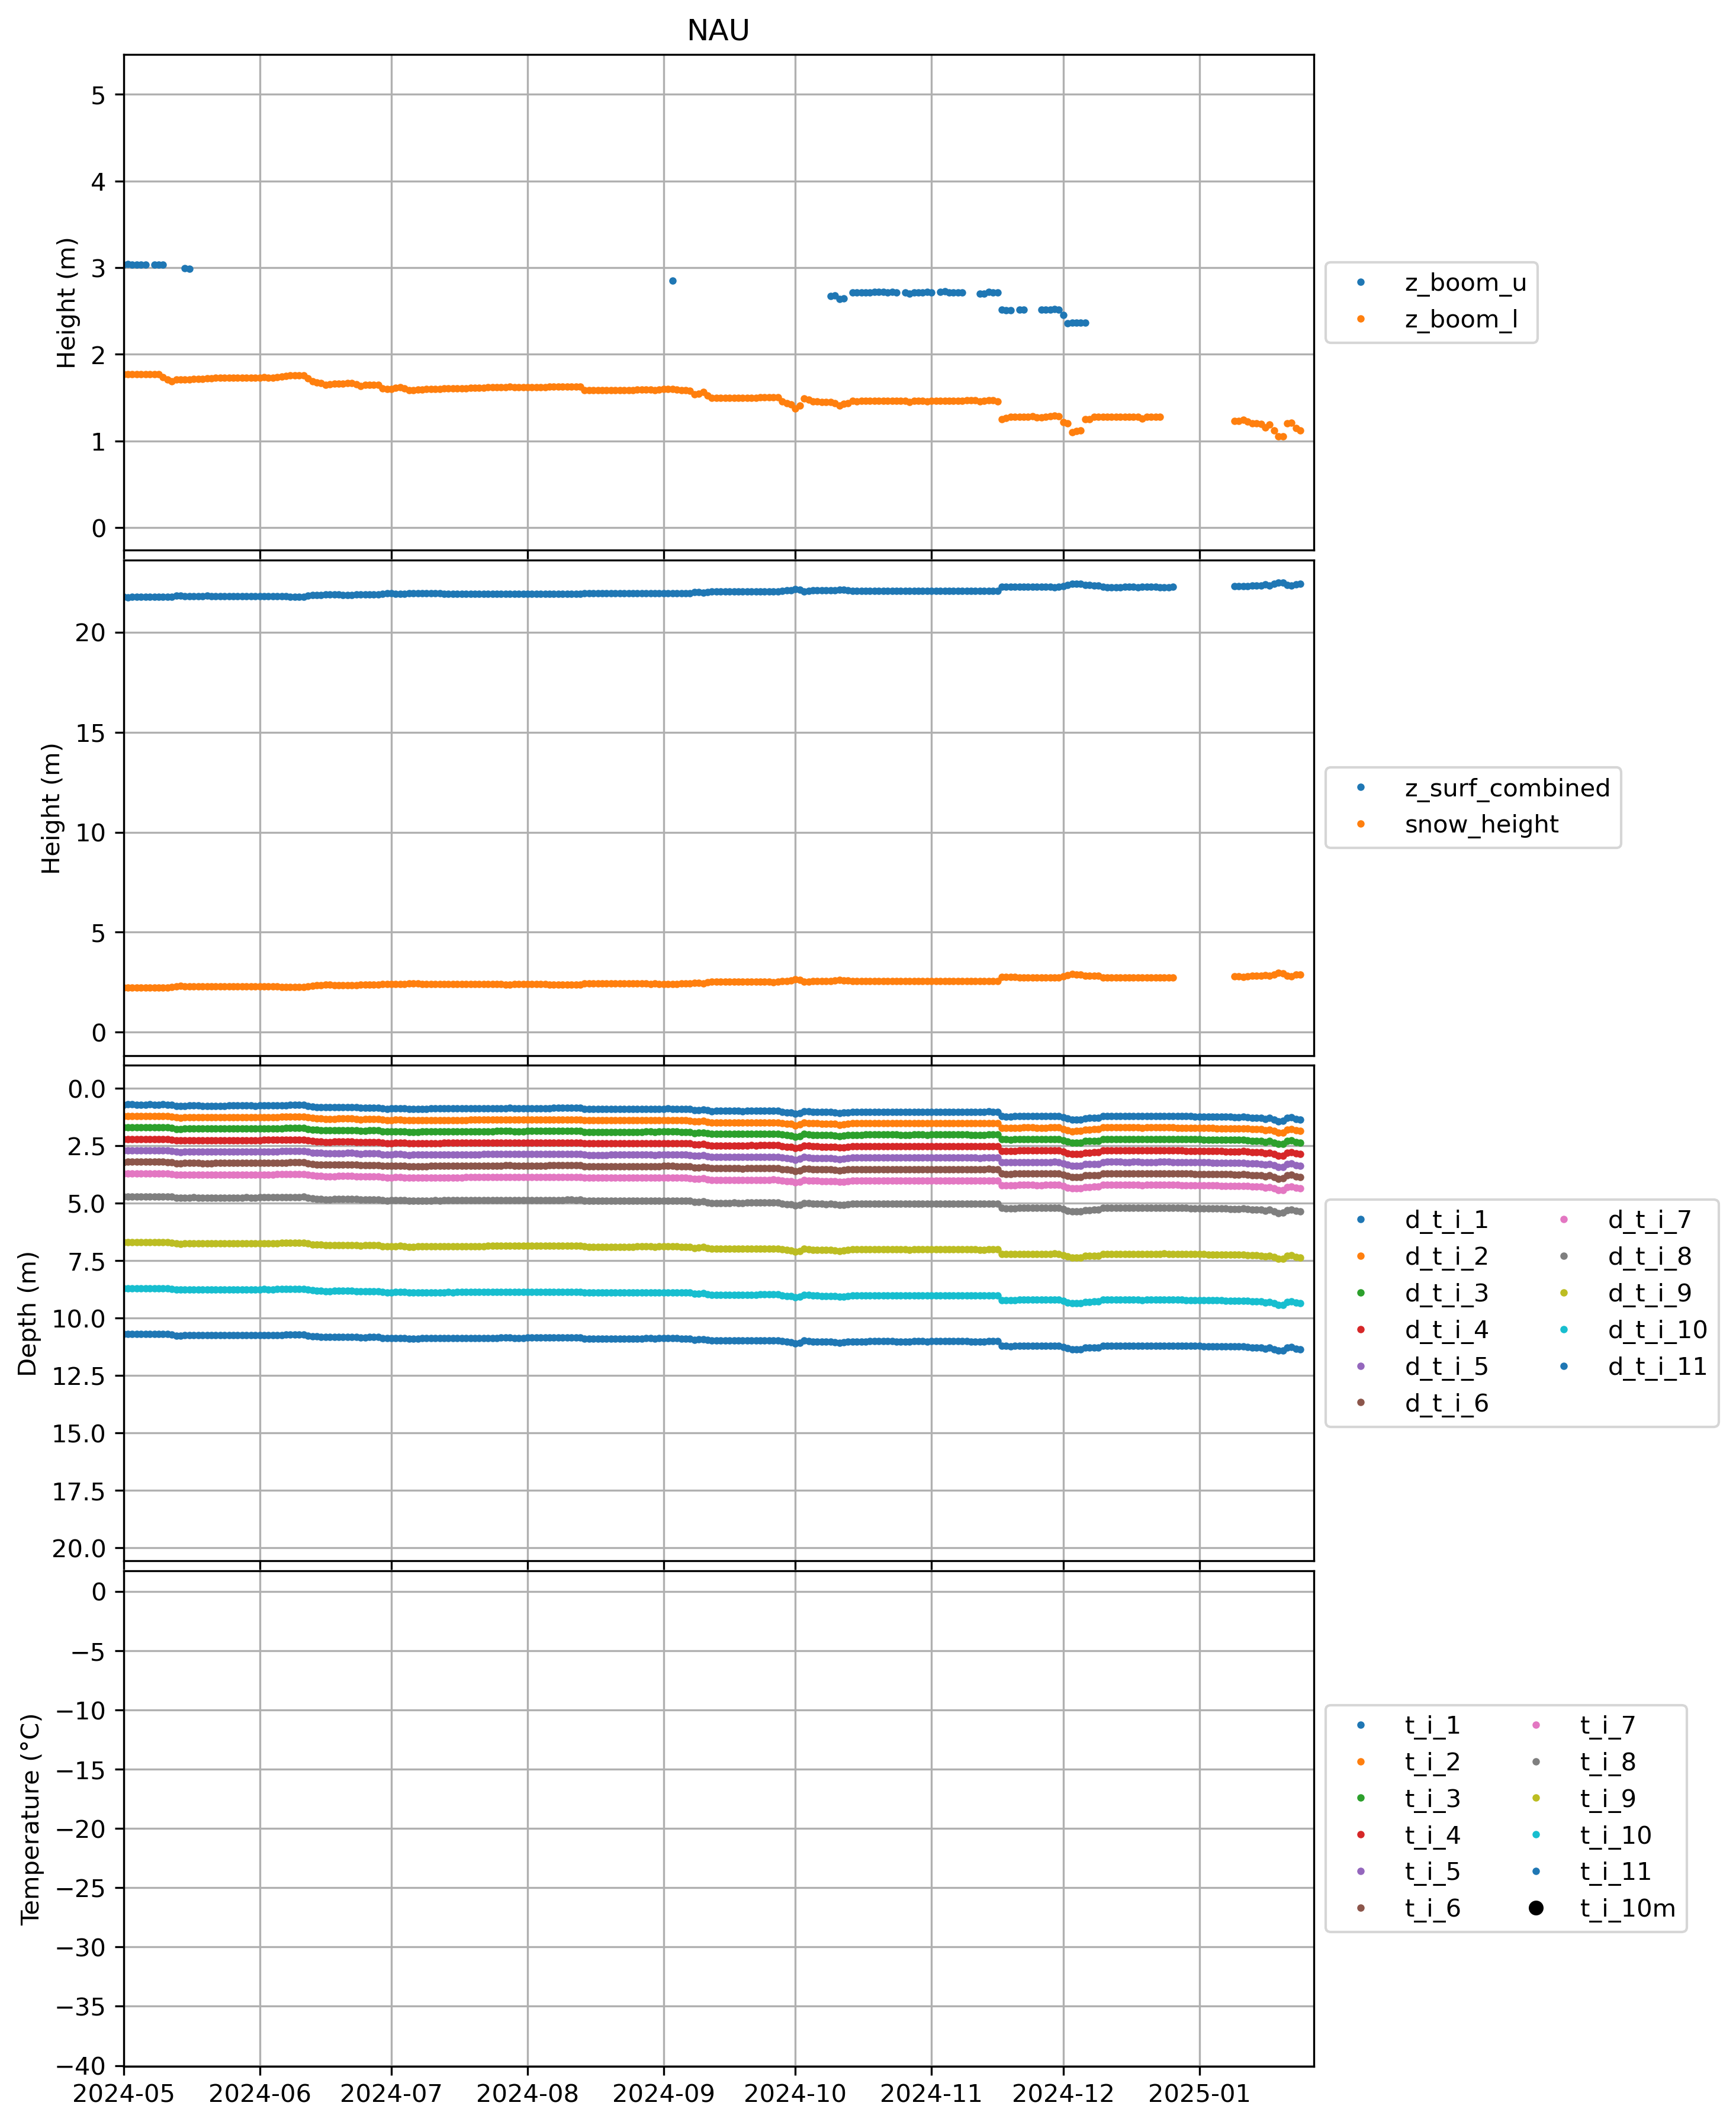 NAU
5
4
3
2
1
0
Height (m)
z_boom_u
z_boom_l
20
15
10
5
0
Height (m)
z_surf_combined
snow_height
0.0
2.5
5.0
7.5
10.0
12.5
15.0
17.5
20.0
Depth (m)
d_t_i_1 d_t_i_7
d_t_i_2 d_t_i_8
d_t_i_3 d_t_i_9
d_t_i_4 d_t_i_10
d_t_i_5 d_t_i_11
d_t_i_6
0
−5
−10
−15
−20
−25
−30
−35
−40
Temperature (°C)
t_i_1 t_i_7
t_i_2 t_i_8
t_i_3 t_i_9
t_i_4 t_i_10
t_i_5 t_i_11
t_i_6 t_i_10m
2024-05 2024-06 2024-07 2024-08 2024-09 2024-10 2024-11 2024-12 2025-01